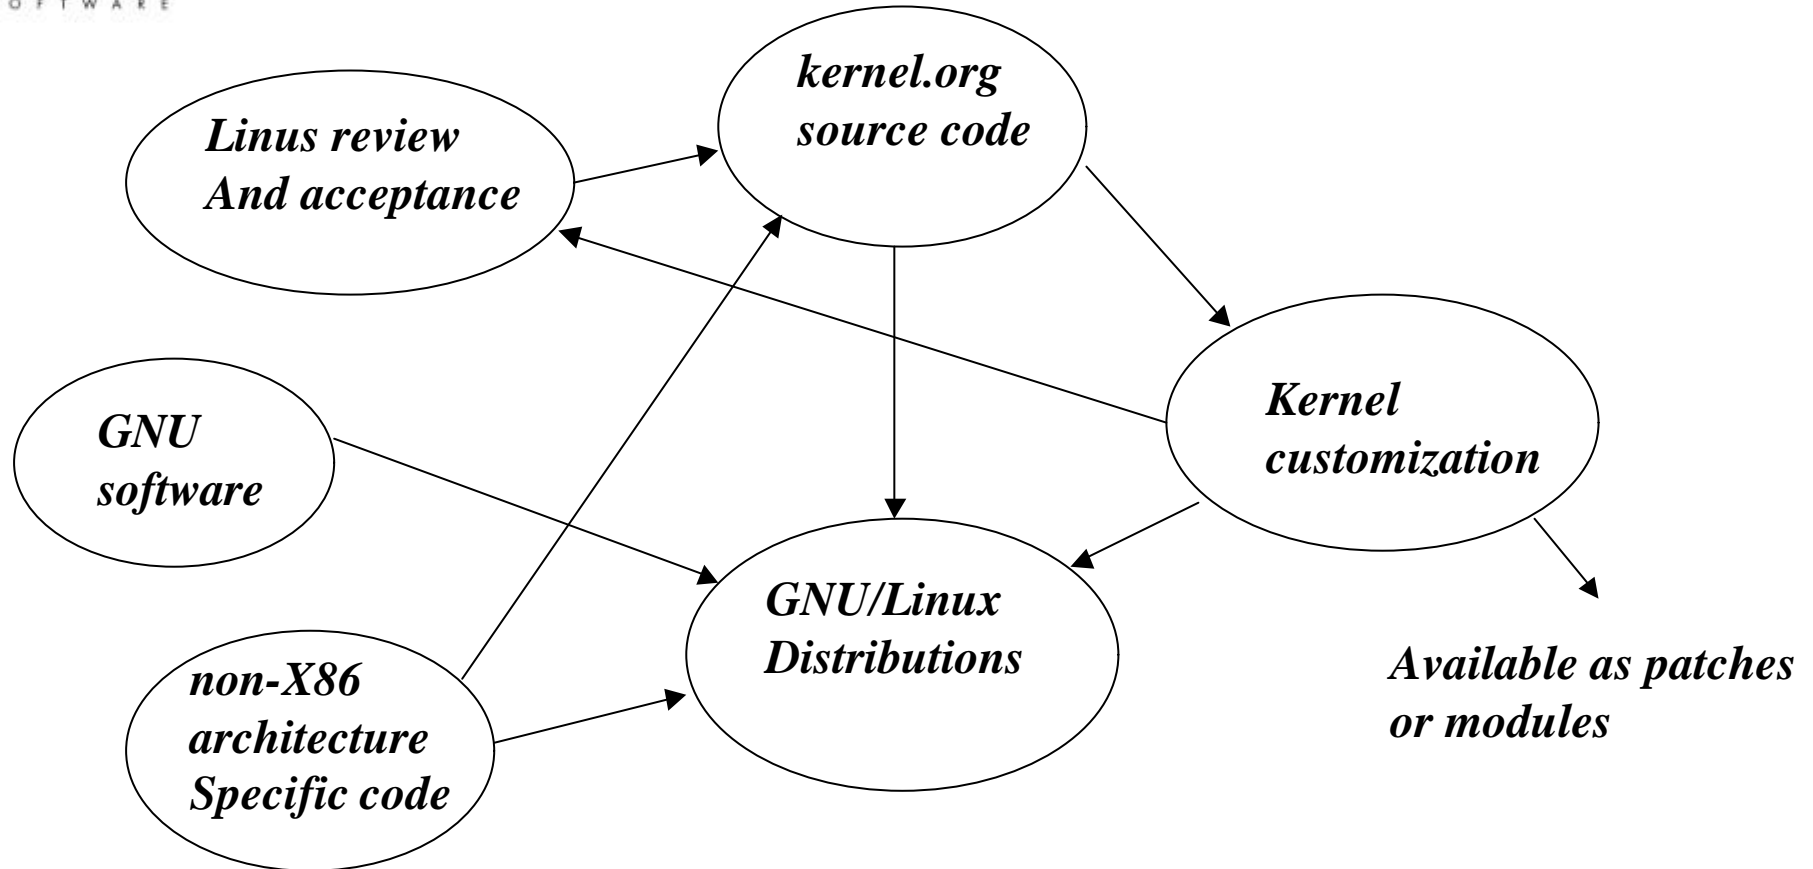 SOFTWARE
kernel.org
source code
Linus review
And acceptance
Kernel
customization
GNU
software
GNU/Linux
Distributions
non-X86
architecture
Specific code
Available as patches
or modules